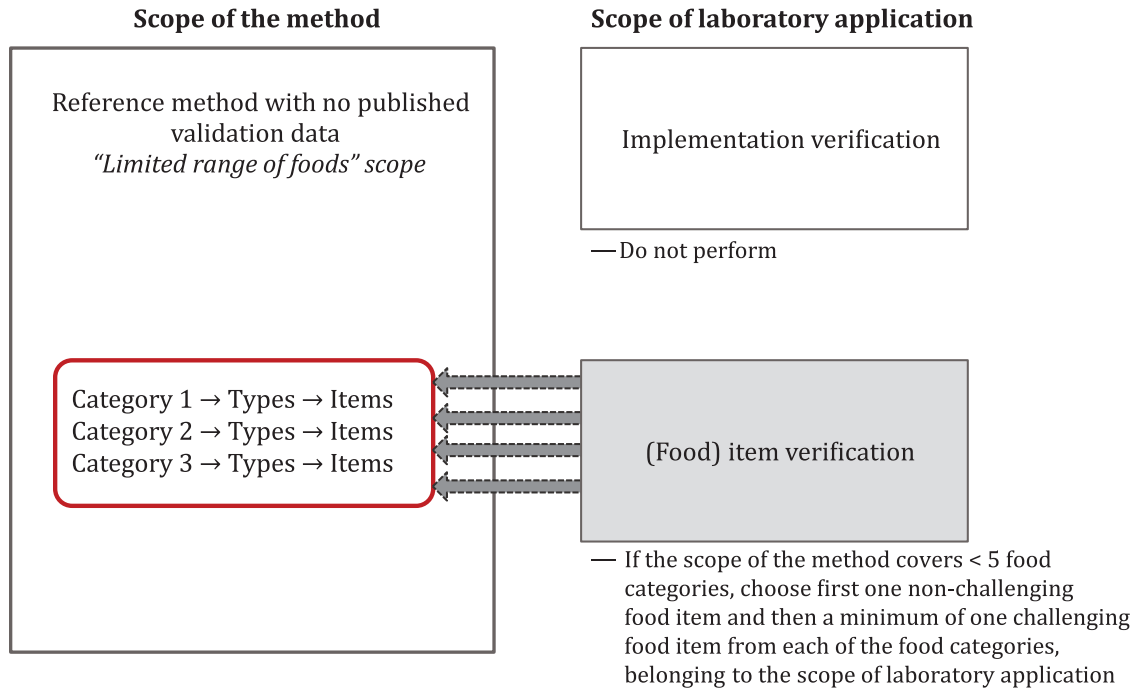 Scope of the method
Reference method with no published
validation data
“Limited range of foods” scope
Category 1 → Types → Items
Category 2 → Types → Items
Category 3 → Types → Items
Scope of laboratory application
Implementation verification
— Do not perform
(Food) item verification
— If the scope of the method covers < 5 food
categories, choose first one non-challenging
food item and then a minimum of one challenging
food item from each of the food categories,
belonging to the scope of laboratory application